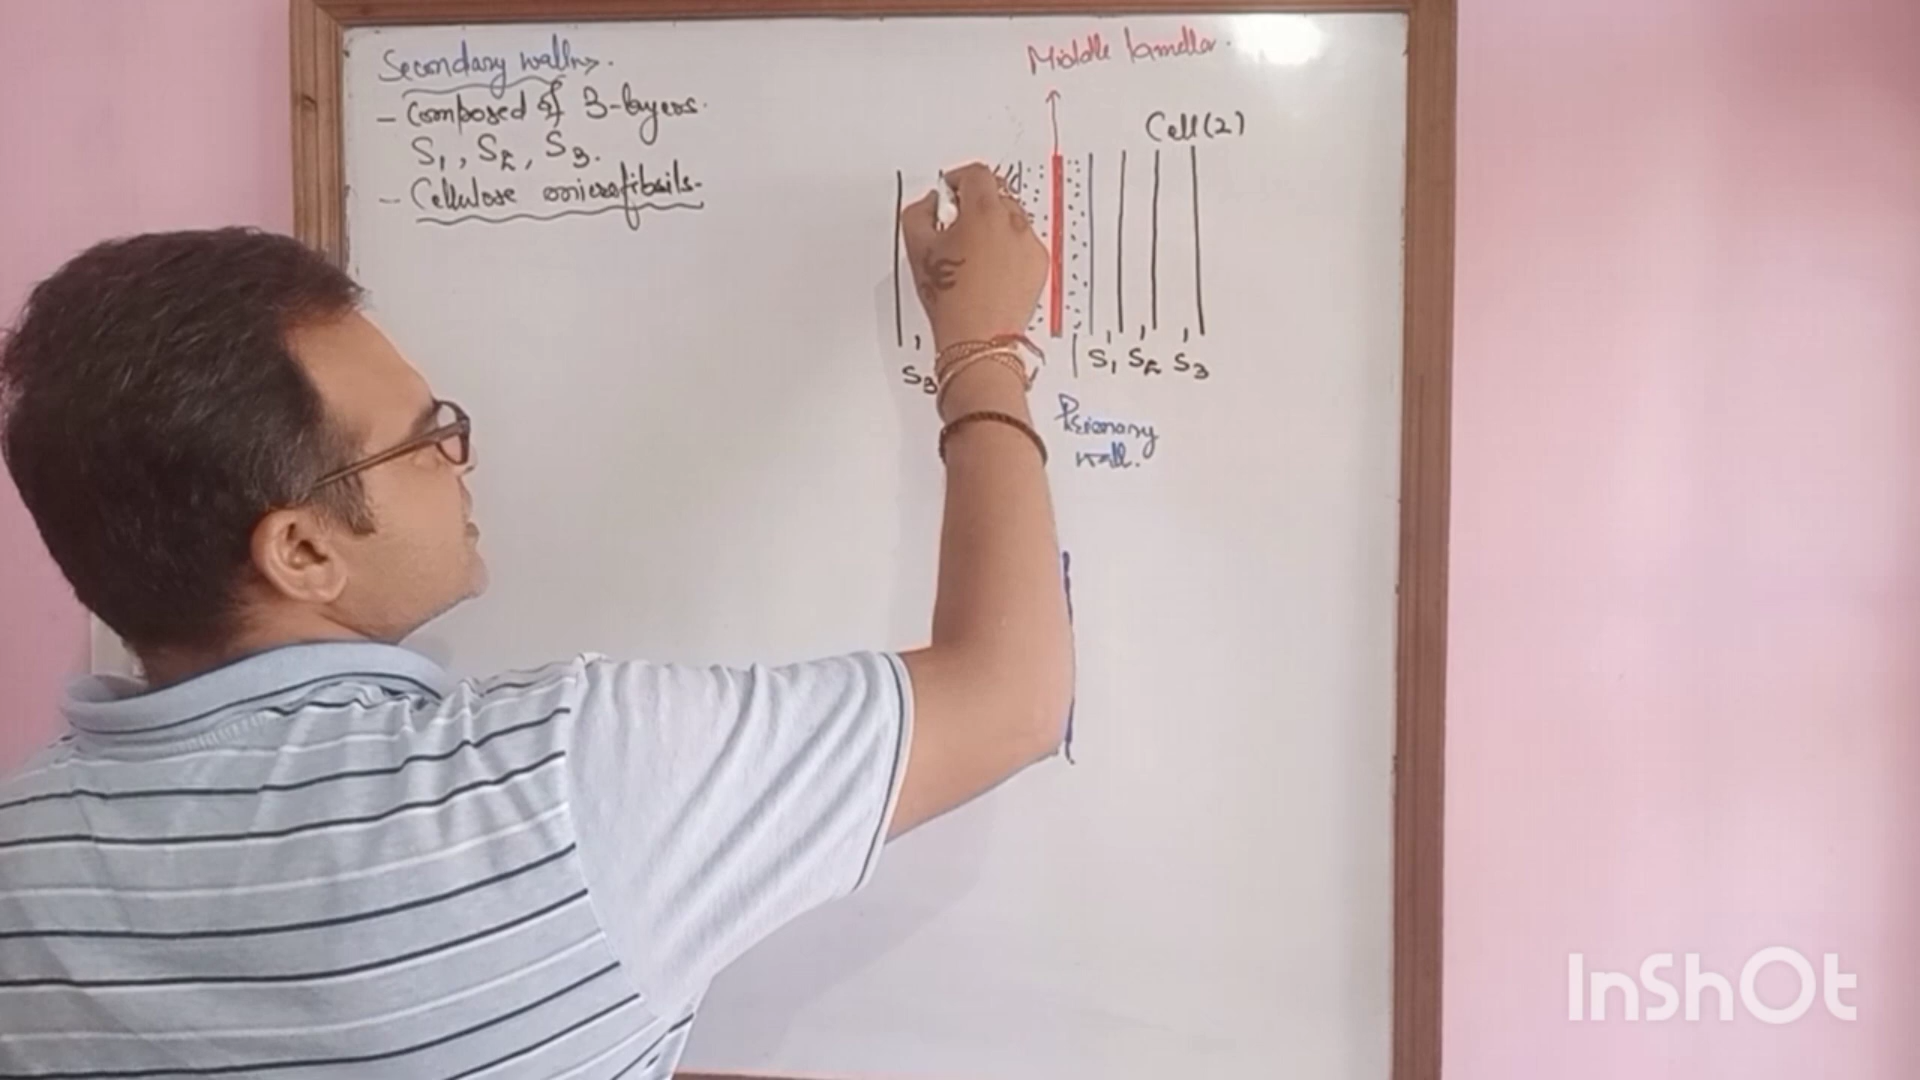 Secondary wall:-
- Composed of 3-layers.
S1, S2, S3.
- Cellulose microfibrils-
Middle lamella.
Cell (2)
S3
S1 S2 S3
Primary
wall.
InShOt